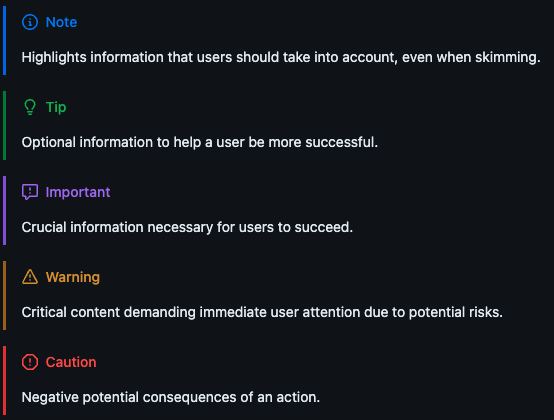 Note
Highlights information that users should take into account, even when skimming.
Tip
Optional information to help a user be more successful.
Important
Crucial information necessary for users to succeed.
Warning
Critical content demanding immediate user attention due to potential risks.
Caution
Negative potential consequences of an action.